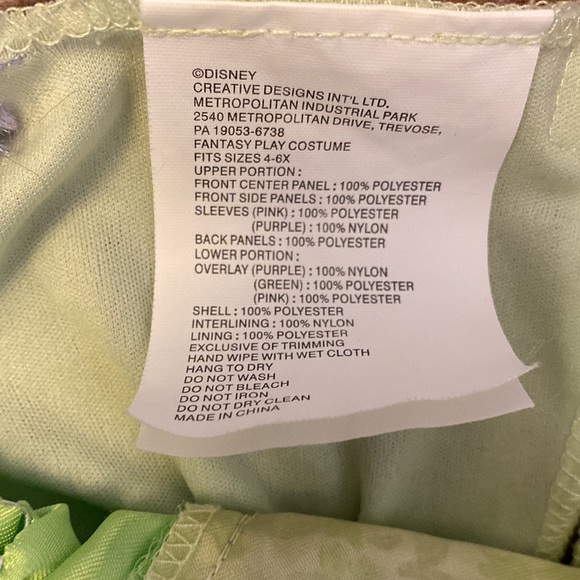 ©DISNEY
CREATIVE DESIGNS INT'L LTD.
METROPOLITAN INDUSTRIAL PARK
2540 METROPOLITAN DRIVE, TREVOSE,
PA 19053-6738
FANTASY PLAY COSTUME
FITS SIZES 4-6X
UPPER PORTION :
FRONT CENTER PANEL : 100% POLYESTER
FRONT SIDE PANELS : 100% POLYESTER
SLEEVES (PINK) : 100% POLYESTER
(PURPLE) : 100% NYLON
BACK PANELS : 100% POLYESTER
LOWER PORTION :
OVERLAY (PURPLE) : 100% NYLON
(GREEN) : 100% POLYESTER
(PINK) : 100% POLYESTER
SHELL : 100% POLYESTER
INTERLINING : 100% NYLON
LINING : 100% POLYESTER
EXCLUSIVE OF TRIMMING
HAND WIPE WITH WET CLOTH
HANG TO DRY
DO NOT WASH
DO NOT BLEACH
DO NOT IRON
DO NOT DRY CLEAN
MADE IN CHINA